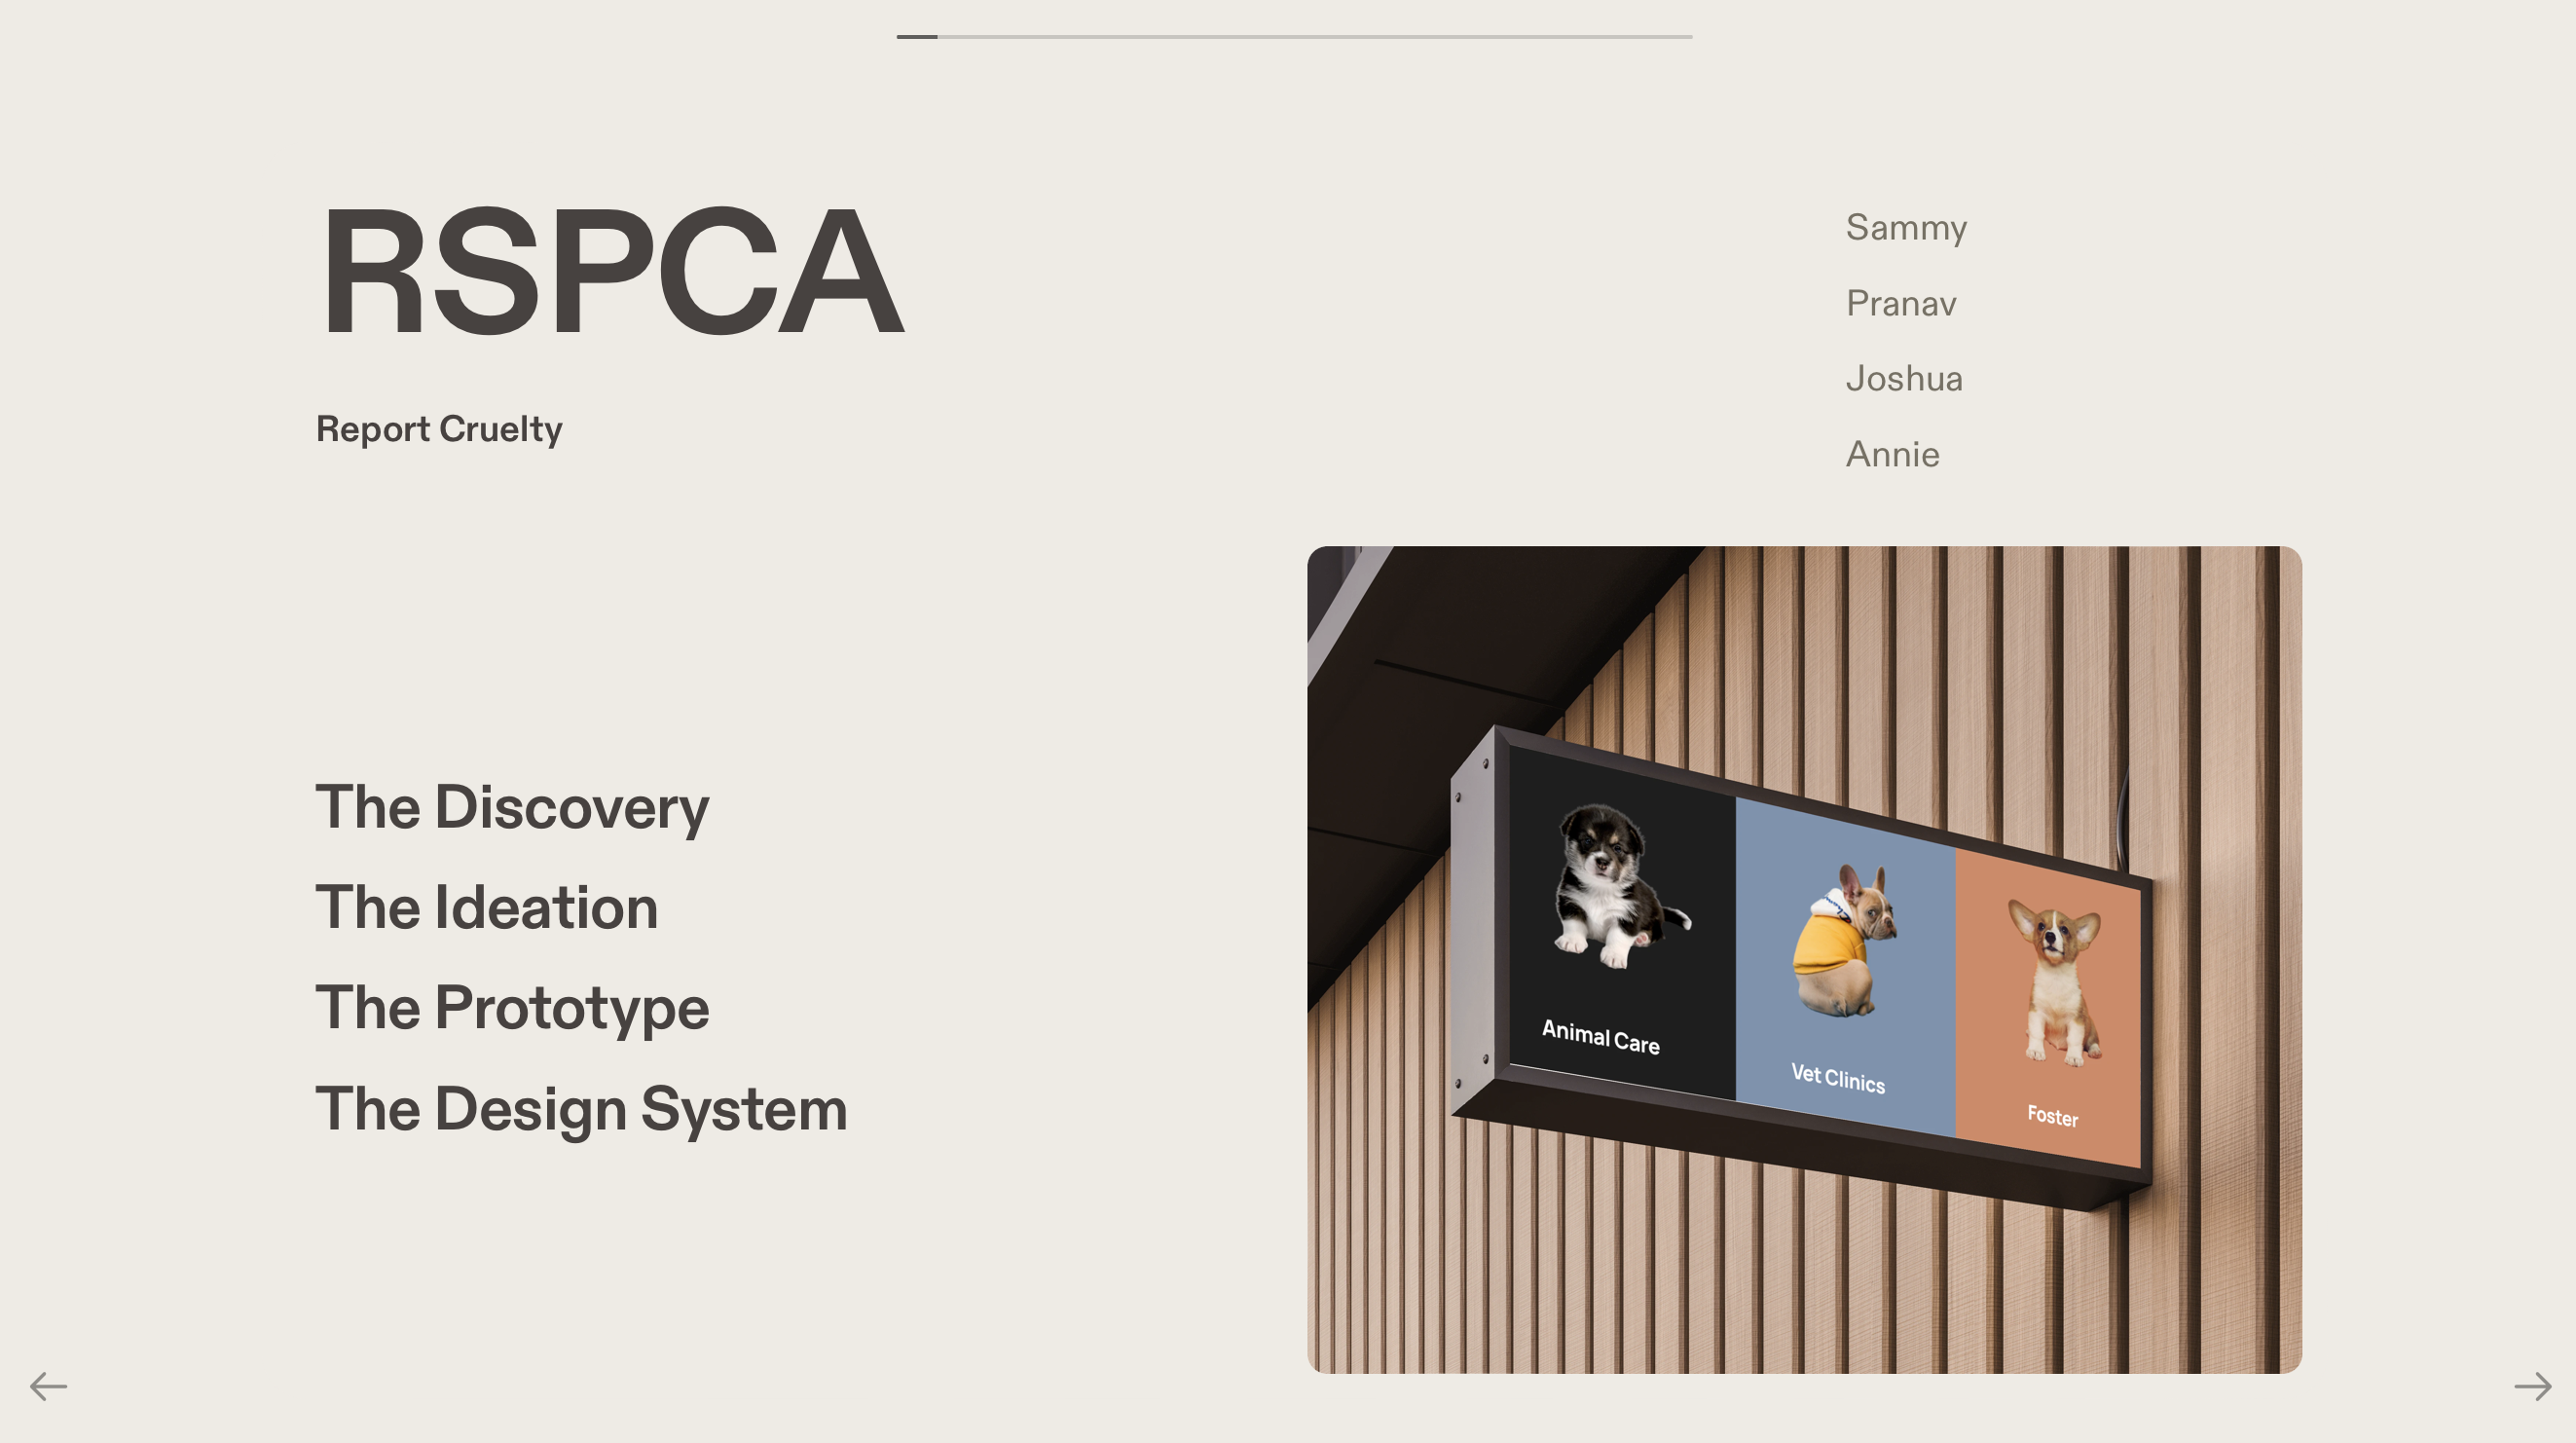 RSPCA
Report Cruelty
Sammy
Pranav
Joshua
Annie
The Discovery
The Ideation
The Prototype
The Design System
Animal Care
Vet Clinics
Foster